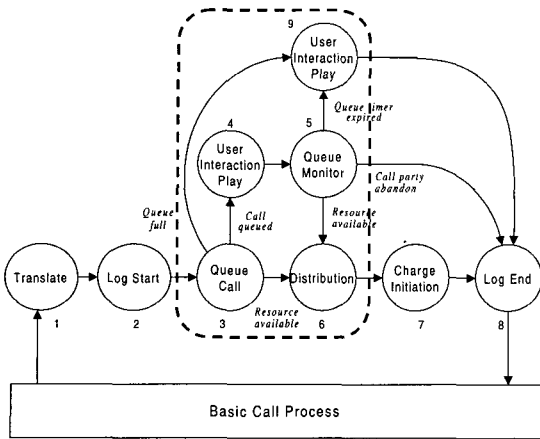 9
User
Interaction
Play
Queue timer
expired
4
5
User
Interaction
Play
Queue
Monitor
Call party
abandon
Queue
full
Call
queued
Resource
available
Translate
Log Start
Queue
Call
Distribution
Charge
Initiation
Log End
Resource
available
1
2
3
6
7
8
Basic Call Process